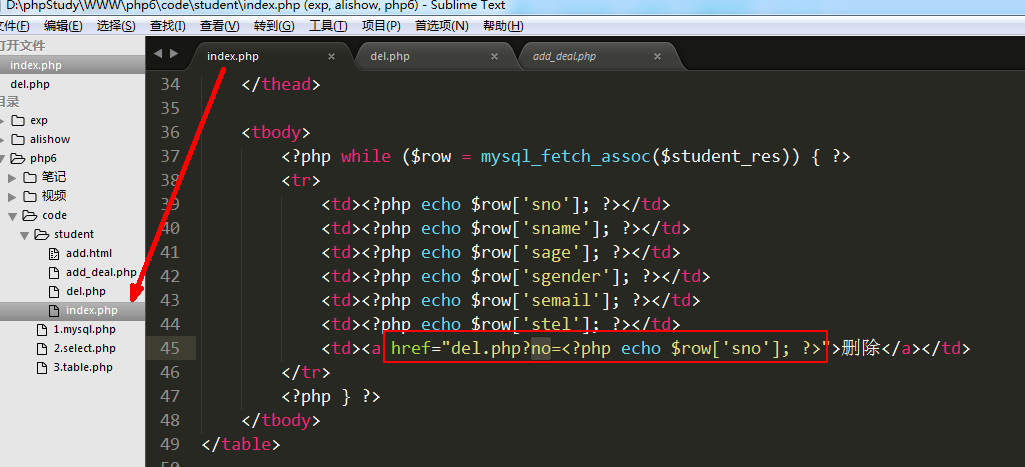 D:\phpStudy\WWW\php6\code\student\index.php (exp, alishow, php6) - Sublime Text
文件(F) 编辑(E) 选择(S) 查找(I) 查看(V) 转到(G) 工具(T) 项目(P) 首选项(N) 帮助(H)
打开文件
index.php
del.php
目录
exp
alishow
php6
笔记
视频
code
student
add.html
add_deal.php
del.php
index.php
1.mysql.php
2.select.php
3.table.php
index.php × del.php × add_deal.php ×
34 </thead>
35
36 <tbody>
37 <?php while ($row = mysql_fetch_assoc($student_res)) { ?>
38 <tr>
39 <td><?php echo $row['sno']; ?></td>
40 <td><?php echo $row['sname']; ?></td>
41 <td><?php echo $row['sage']; ?></td>
42 <td><?php echo $row['sgender']; ?></td>
43 <td><?php echo $row['semail']; ?></td>
44 <td><?php echo $row['stel']; ?></td>
45 <td><a href="del.php?no=<?php echo $row['sno']; ?>">删除</a></td>
46 </tr>
47 <?php } ?>
48 </tbody>
49 </table>